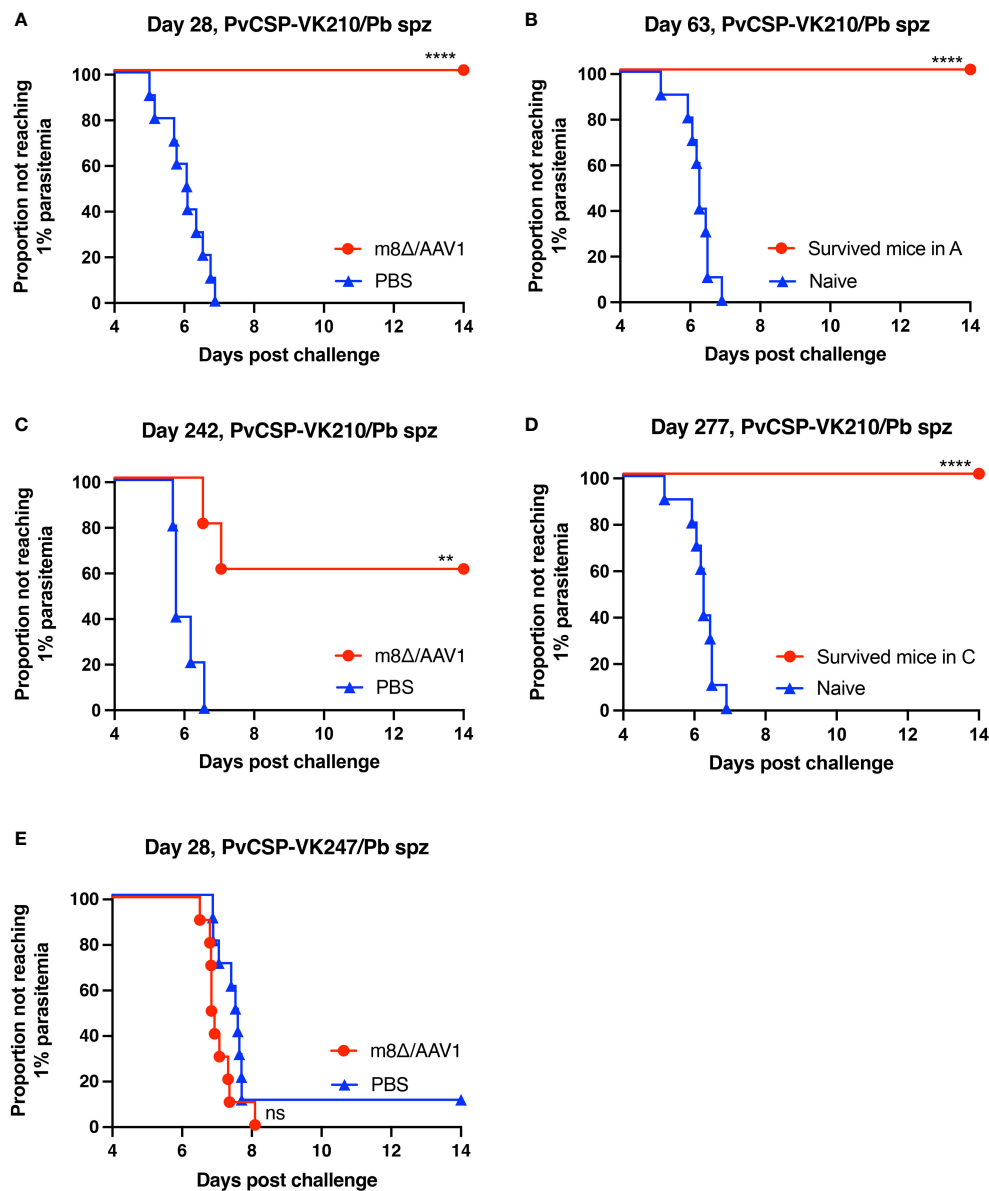 A
Day 28, PvCSP-VK210/Pb spz
Proportion not reaching
1% parasitemia
100
80
60
40
20
0
****
m8Δ/AAV1
PBS
4 6 8 10 12 14
Days post challenge
B
Day 63, PvCSP-VK210/Pb spz
Proportion not reaching
1% parasitemia
100
80
60
40
20
0
****
Survived mice in A
Naive
4 6 8 10 12 14
Days post challenge
C
Day 242, PvCSP-VK210/Pb spz
Proportion not reaching
1% parasitemia
100
80
60
40
20
0
**
m8Δ/AAV1
PBS
4 6 8 10 12 14
Days post challenge
D
Day 277, PvCSP-VK210/Pb spz
Proportion not reaching
1% parasitemia
100
80
60
40
20
0
****
Survived mice in C
Naive
4 6 8 10 12 14
Days post challenge
E
Day 28, PvCSP-VK247/Pb spz
Proportion not reaching
1% parasitemia
100
80
60
40
20
0
m8Δ/AAV1
PBS
ns
4 6 8 10 12 14
Days post challenge